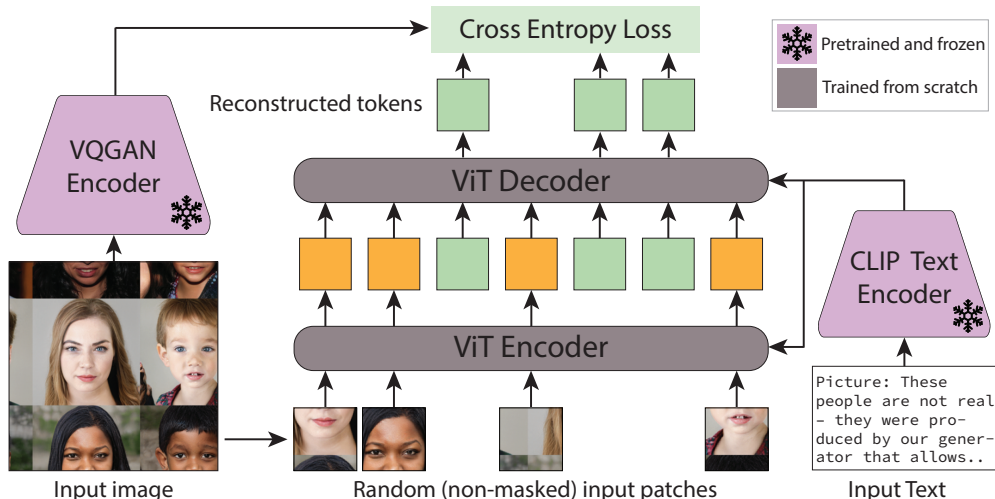 Cross Entropy Loss
Pretrained and frozen
Trained from scratch
Reconstructed tokens
VQGAN
Encoder
ViT Decoder
CLIP Text
Encoder
ViT Encoder
Picture: These
people are not real
– they were pro-
duced by our gener-
ator that allows..
Input image
Random (non-masked) input patches
Input Text